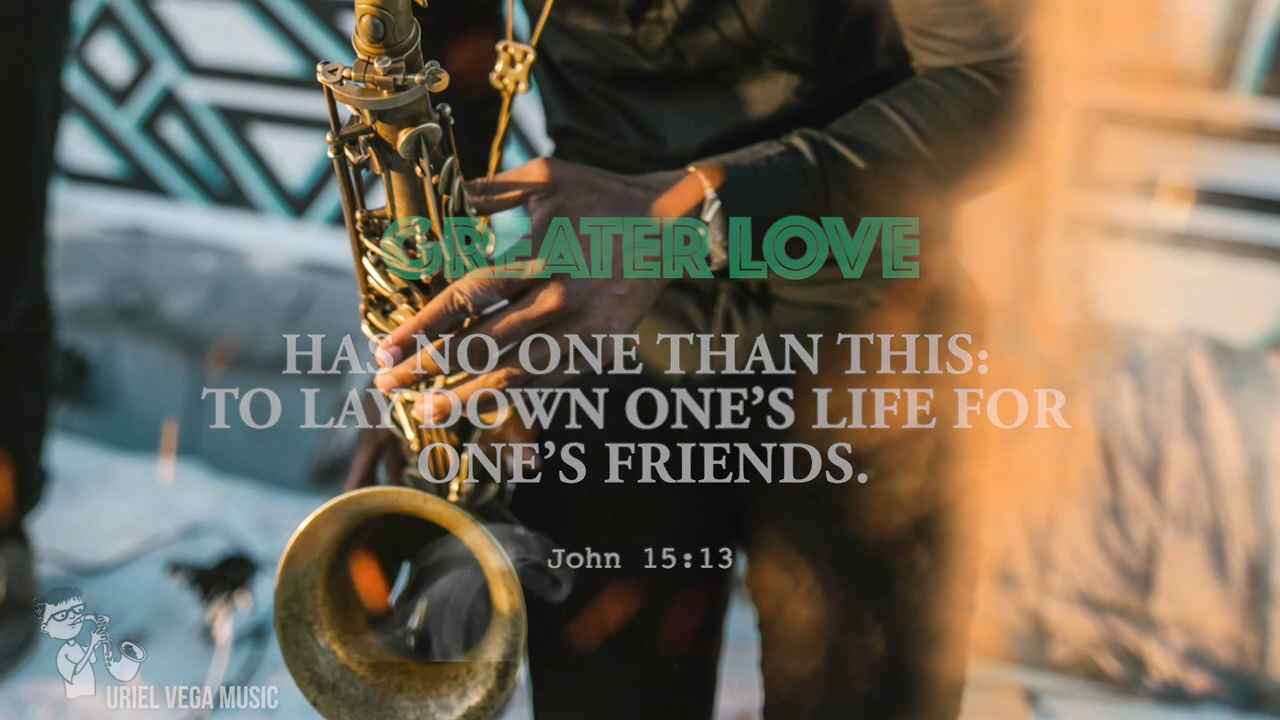 GREATER LOVE
HAS NO ONE THAN THIS:
TO LAY DOWN ONE’S LIFE FOR
ONE’S FRIENDS.
John 15:13
URIEL VEGA MUSIC